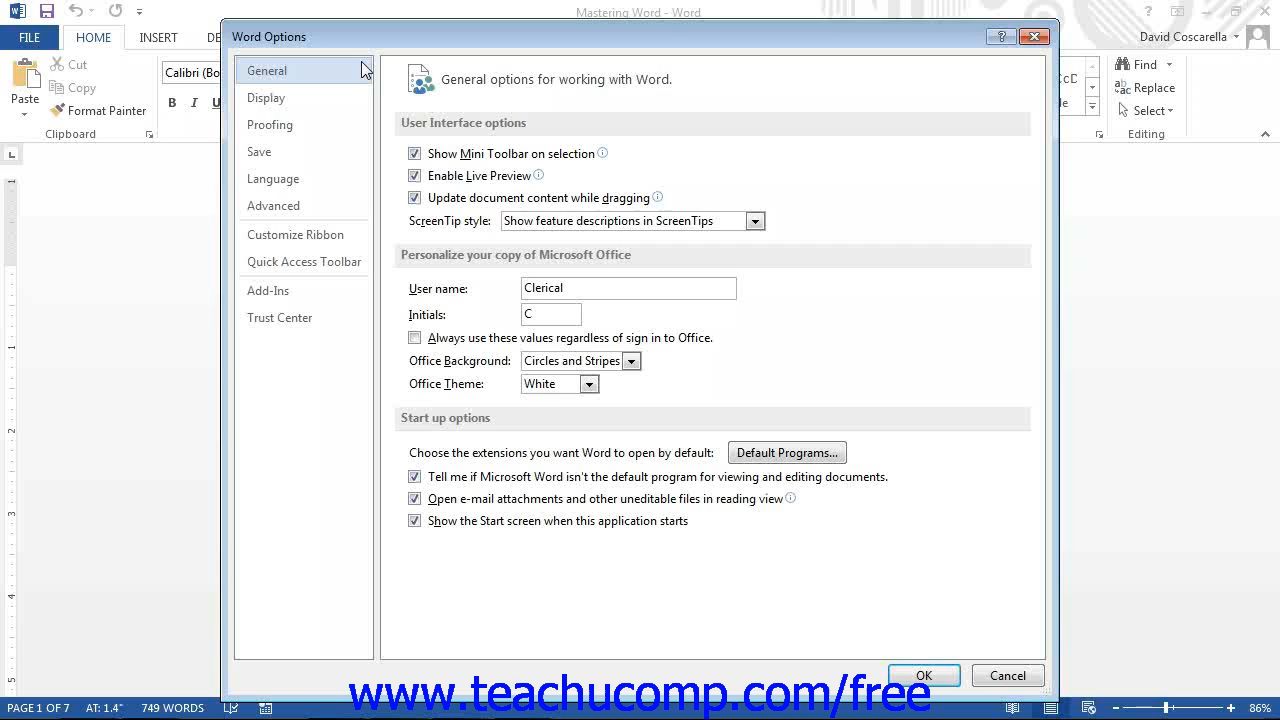 Mastering Word - Word
FILE
HOME
INSERT
DE
David Coscarella
Cut
Copy
Paste
Format Painter
Clipboard
Calibri (Bo
B I U
Find
Replace
Select
Editing
Word Options
General
Display
Proofing
Save
Language
Advanced
Customize Ribbon
Quick Access Toolbar
Add-Ins
Trust Center
General options for working with Word.
User Interface options
Show Mini Toolbar on selection
Enable Live Preview
Update document content while dragging
ScreenTip style: Show feature descriptions in ScreenTips
Personalize your copy of Microsoft Office
User name: Clerical
Initials: C
Always use these values regardless of sign in to Office.
Office Background: Circles and Stripes
Office Theme: White
Start up options
Choose the extensions you want Word to open by default: Default Programs...
Tell me if Microsoft Word isn't the default program for viewing and editing documents.
Open e-mail attachments and other uneditable files in reading view
Show the Start screen when this application starts
OK
Cancel
1
1
2
3
4
5
www.teachucomp.com/free
PAGE 1 OF 7 AT: 1.4" 749 WORDS
86%